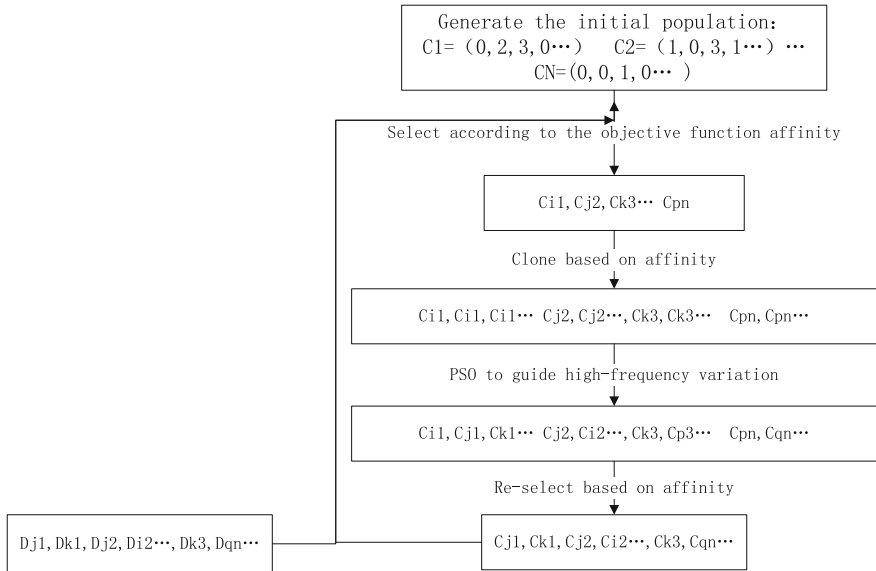 Generate the initial population:
C1=（0,2,3,0…） C2=（1,0,3,1…）…
CN=(0,0,1,0… )
Select according to the objective function affinity
Ci1,Cj2,Ck3… Cpn
Clone based on affinity
Ci1,Ci1,Ci1… Cj2,Cj2…,Ck3,Ck3… Cpn,Cpn…
PSO to guide high-frequency variation
Ci1,Cj1,Ck1… Cj2,Ci2…,Ck3,Cp3… Cpn,Cqn…
Re-select based on affinity
Dj1,Dk1,Dj2,Di2…,Dk3,Dqn…
Cj1,Ck1,Cj2,Ci2…,Ck3,Cqn…